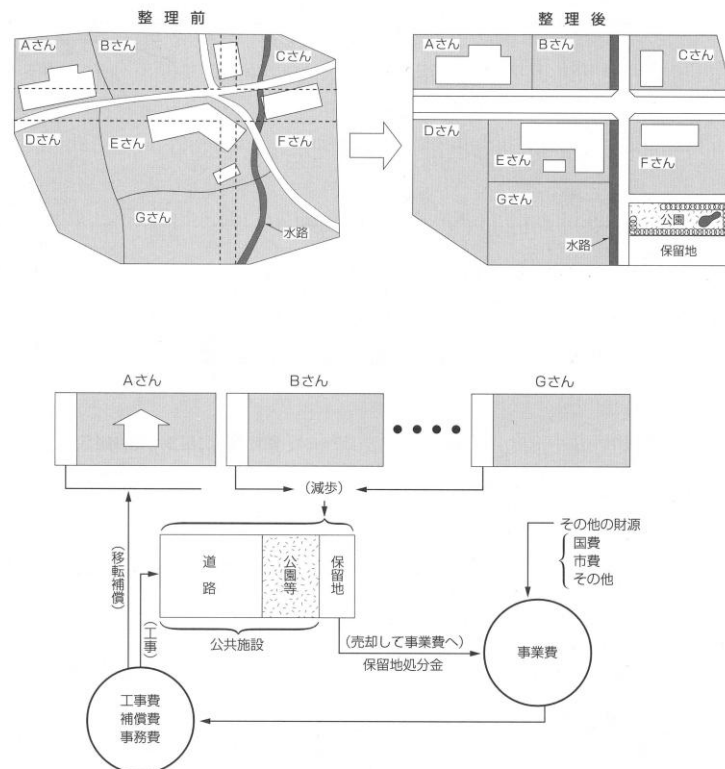 整理前
Aさん
Bさん
Cさん
Dさん
Eさん
Fさん
Gさん
水路
整理後
Aさん
Bさん
Cさん
Dさん
Eさん
Fさん
Gさん
公園
水路
保留地
Aさん
Bさん
Gさん
(減歩)
(移転補償)
(工事)
道路
公園等
保留地
公共施設
その他の財源
国費
市費
その他
(売却して事業費へ)
保留地処分金
事業費
工事費
補償費
事務費